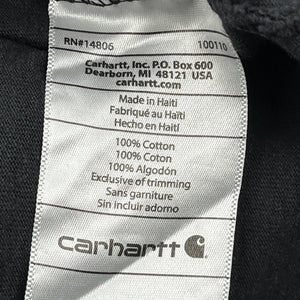 RN#14806 100110
Carhartt, Inc. P.O. Box 600
Dearborn, MI 48121 USA
carhartt.com
Made in Haiti
Fabriqué au Haïti
Hecho en Haití
100% Cotton
100% Coton
100% Algodón
Exclusive of trimming
Sans garniture
Sin incluir adorno
carhartt